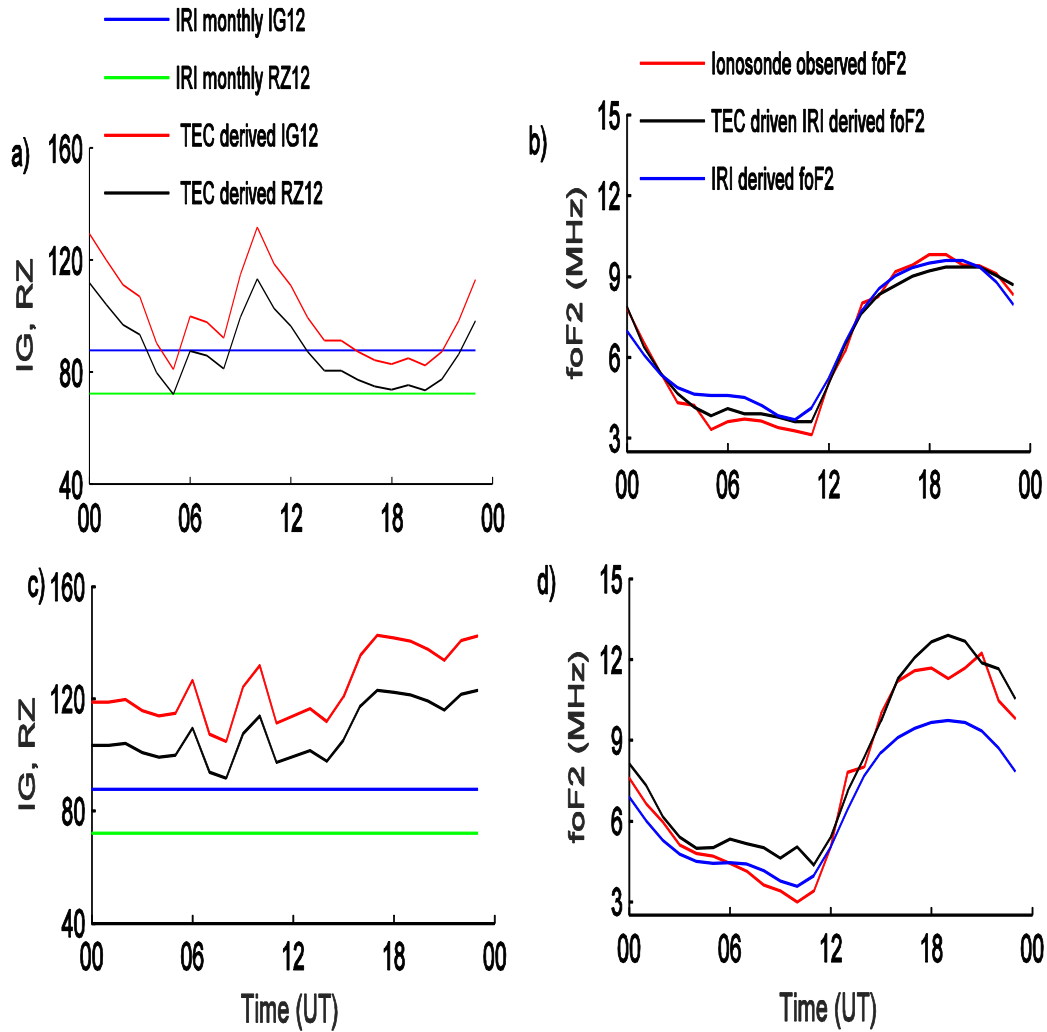 IRI monthly IG12
IRI monthly RZ12
TEC derived IG12
TEC derived RZ12
a)
160
120
80
40
IG, RZ
00 06 12 18 00
Ionosonde observed foF2
TEC driven IRI derived foF2
IRI derived foF2
b)
15
12
9
6
3
foF2 (MHz)
00 06 12 18 00
c)
160
120
80
40
IG, RZ
00 06 12 18 00
Time (UT)
d)
15
12
9
6
3
foF2 (MHz)
00 06 12 18 00
Time (UT)